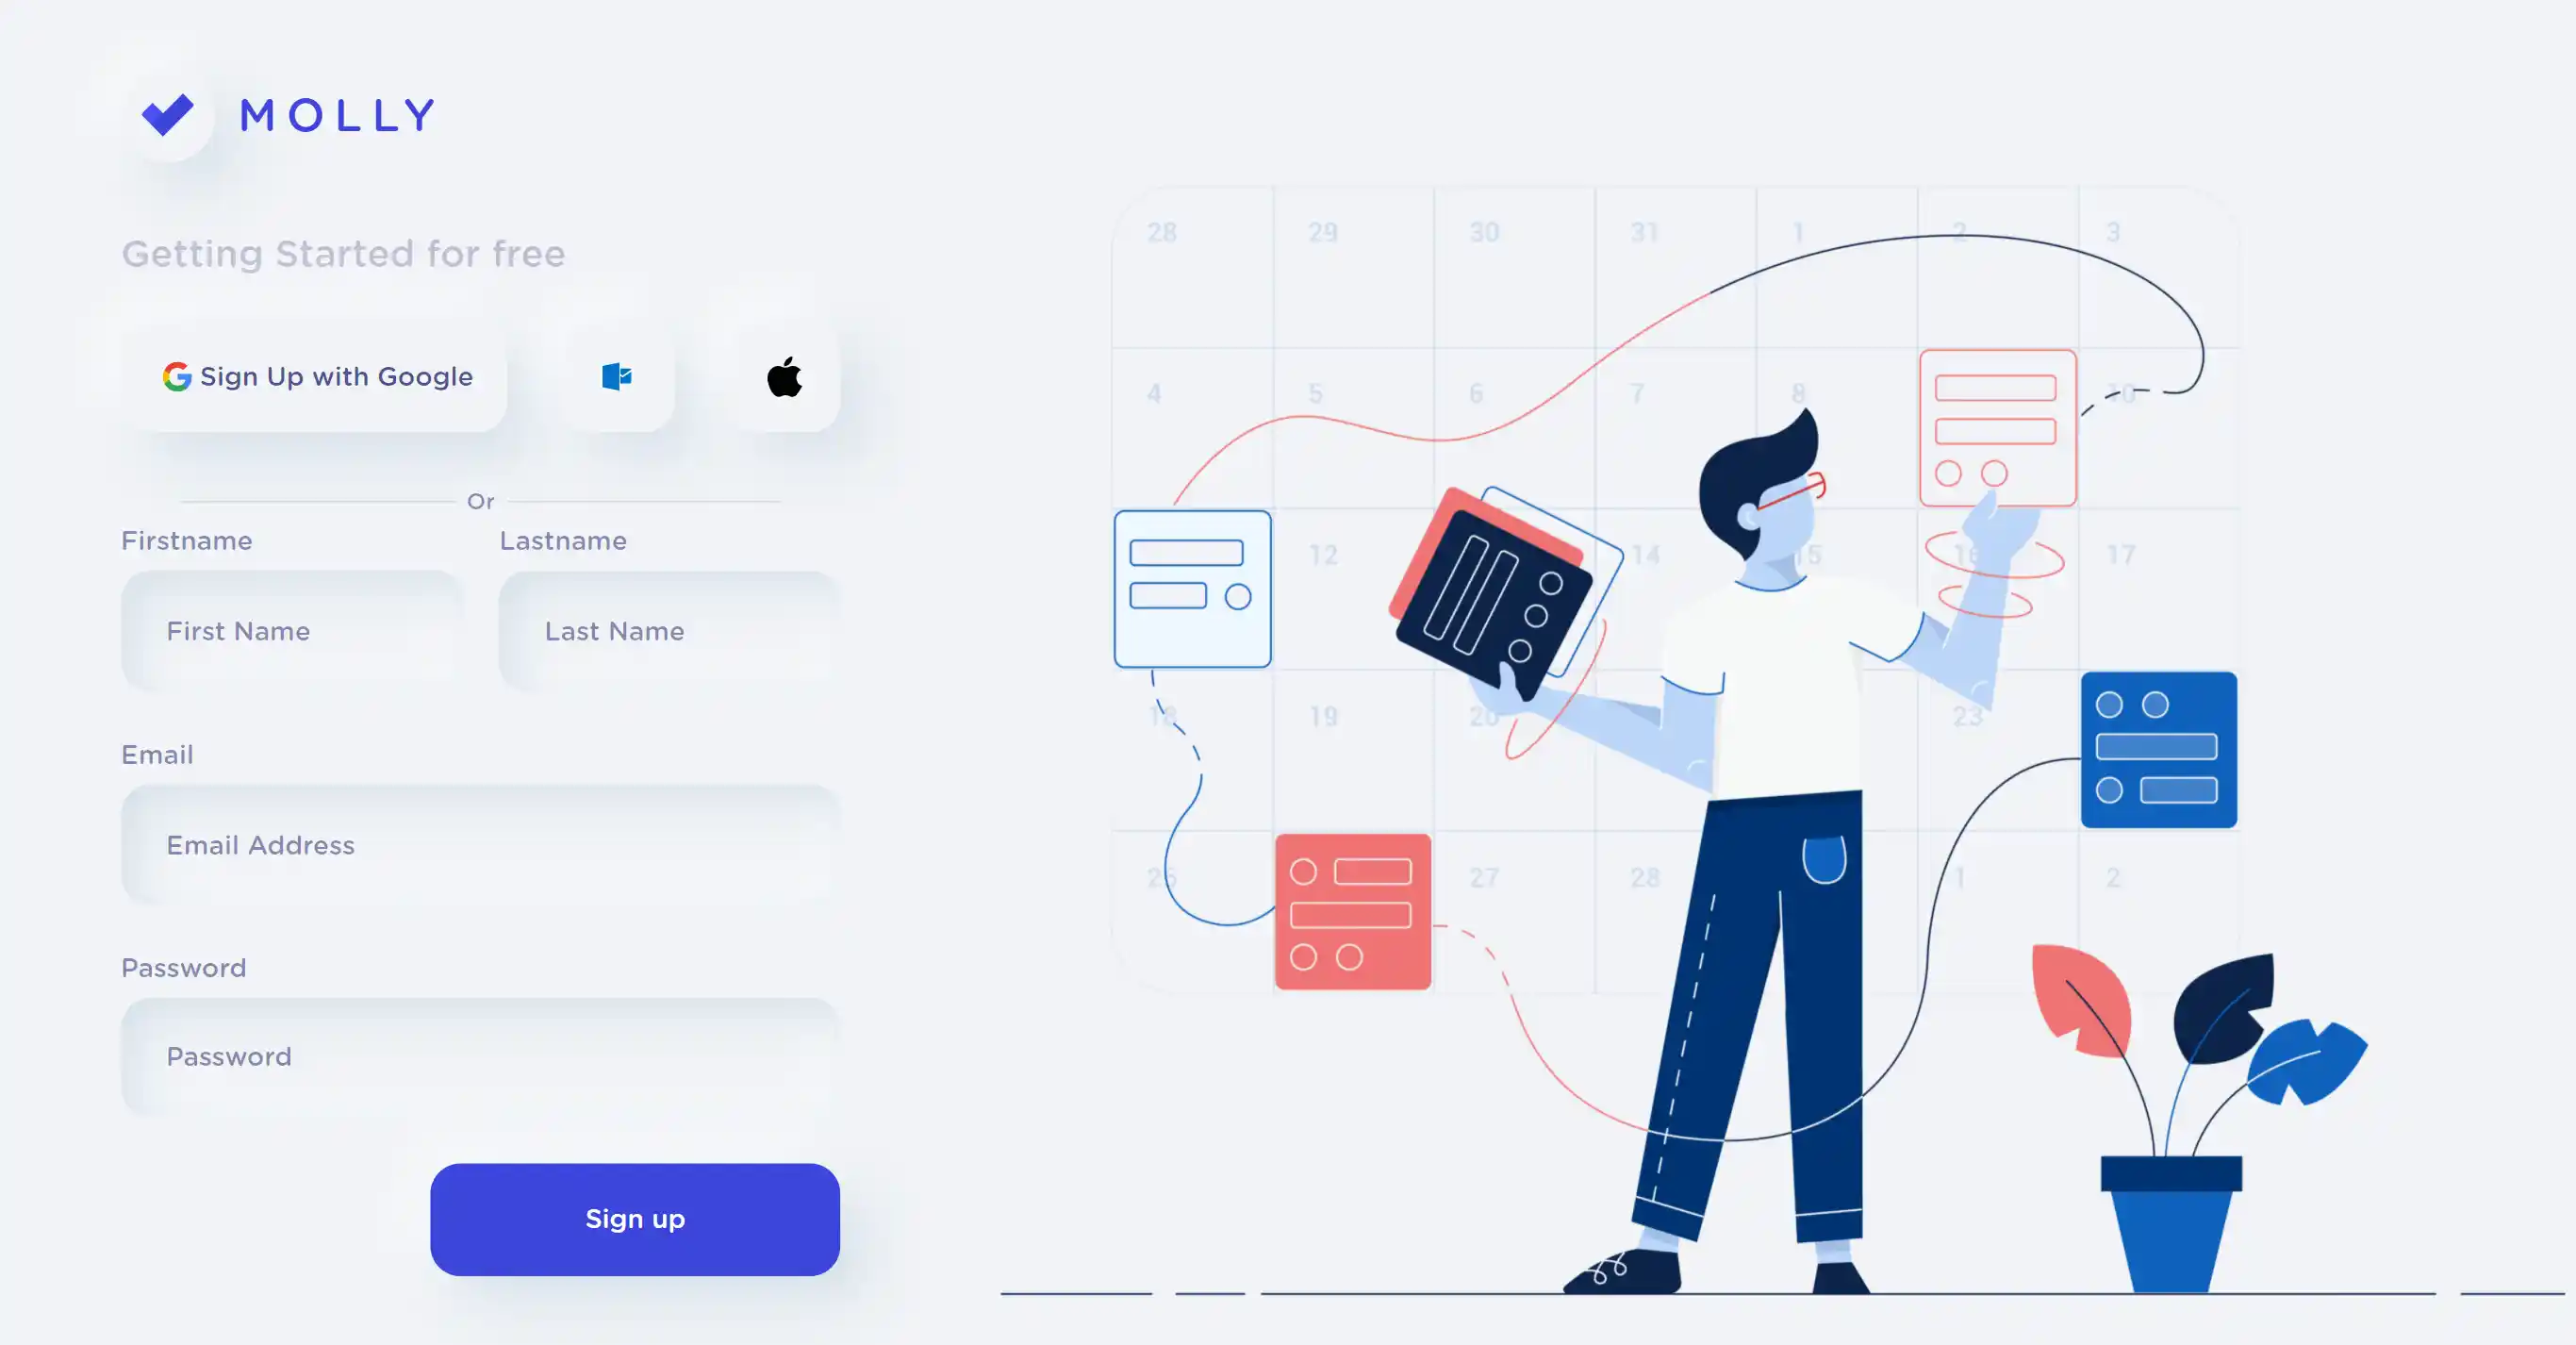 MOLLY
Getting Started for free
Sign Up with Google
Or
Firstname
Lastname
First Name
Last Name
Email
Email Address
Password
Password
Sign up
28 29 30 31 1 2 3
4 5 6 7 8 10
12 14 15 16 17
18 19 20 23
27 28 1 2